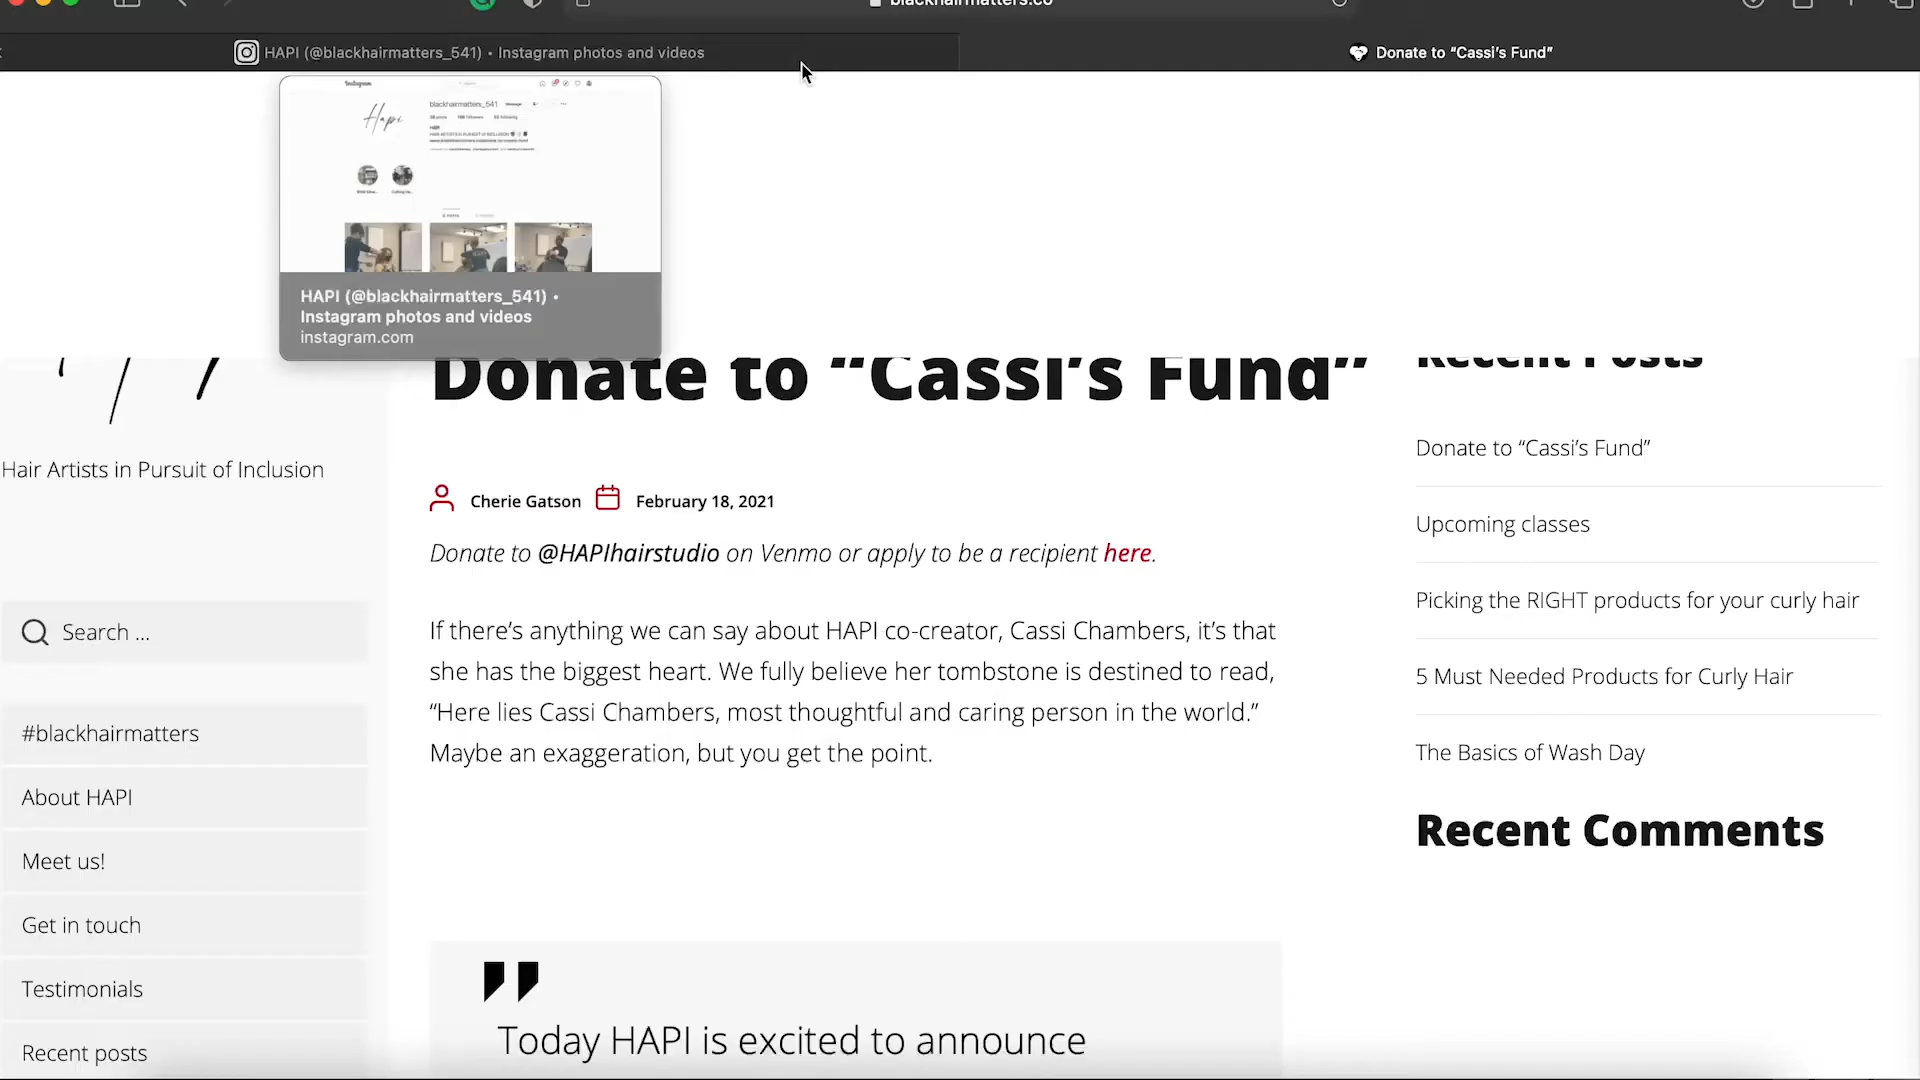 blackhairmatters.co
HAPI (@blackhairmatters_541) • Instagram photos and videos
Donate to “Cassi’s Fund”
Instagram
Hapi
blackhairmatters_541
Message
HAPI (@blackhairmatters_541) •
Instagram photos and videos
instagram.com
Hair Artists in Pursuit of Inclusion
Search ...
#blackhairmatters
About HAPI
Meet us!
Get in touch
Testimonials
Recent posts
Donate to “Cassi’s Fund”
Cherie Gatson
February 18, 2021
Donate to @HAPIhairstudio on Venmo or apply to be a recipient here.
If there’s anything we can say about HAPI co-creator, Cassi Chambers, it’s that
she has the biggest heart. We fully believe her tombstone is destined to read,
“Here lies Cassi Chambers, most thoughtful and caring person in the world.”
Maybe an exaggeration, but you get the point.
Today HAPI is excited to announce
Recent Posts
Donate to “Cassi’s Fund”
Upcoming classes
Picking the RIGHT products for your curly hair
5 Must Needed Products for Curly Hair
The Basics of Wash Day
Recent Comments